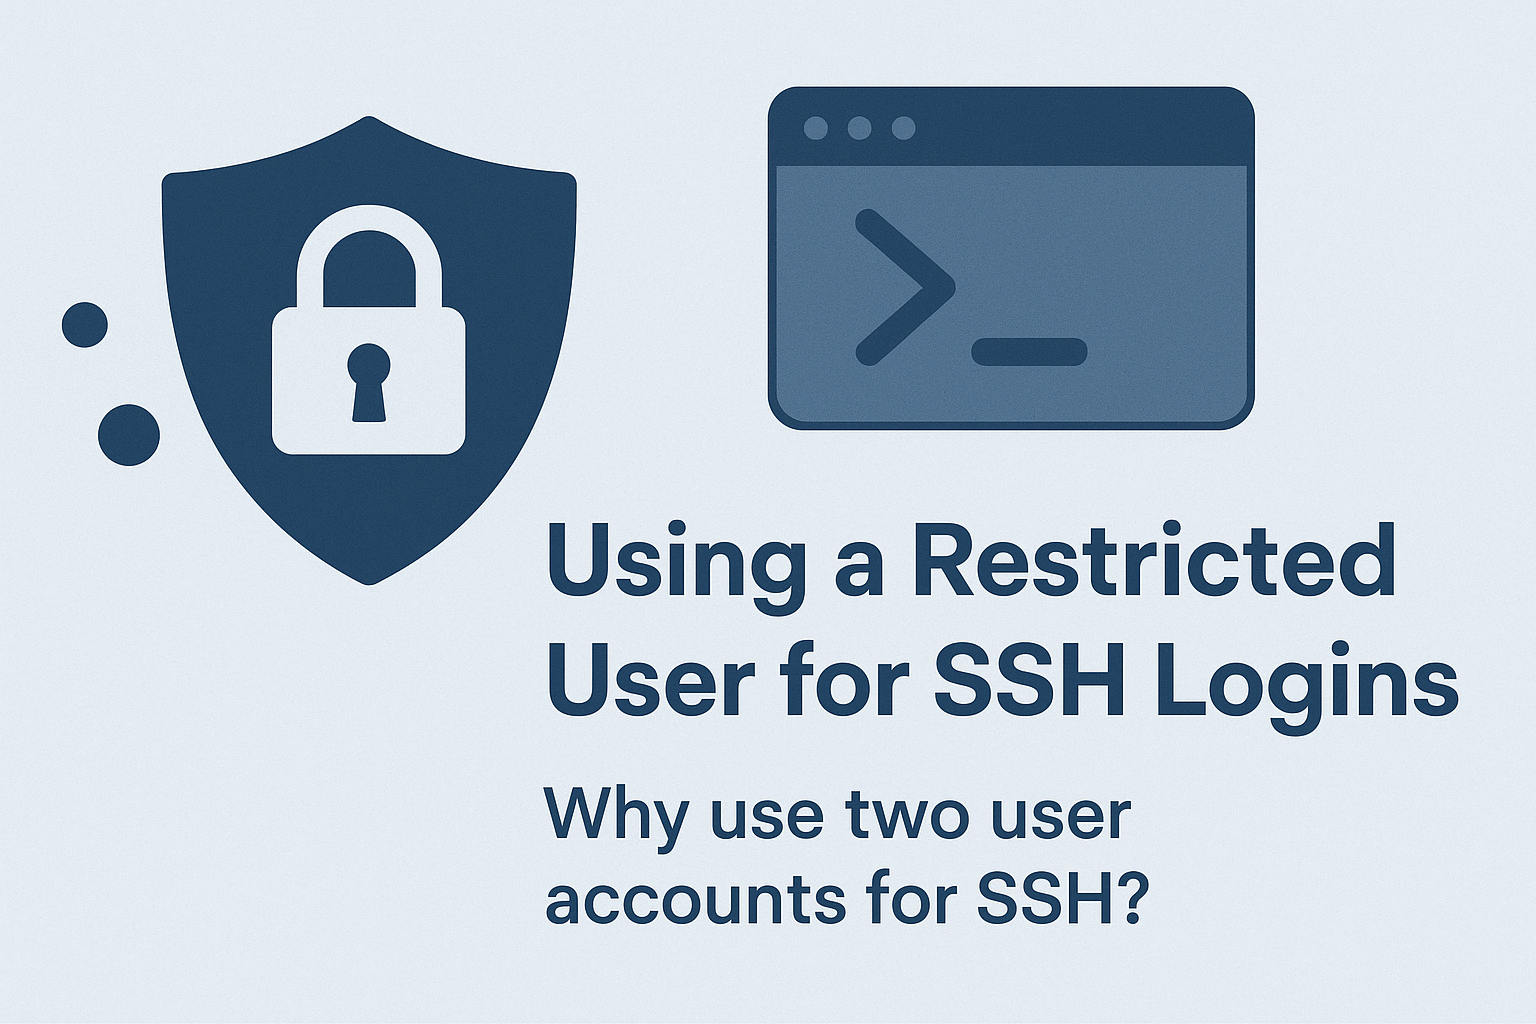 Using a Restricted
User for SSH Logins
Why use two user
accounts for SSH?